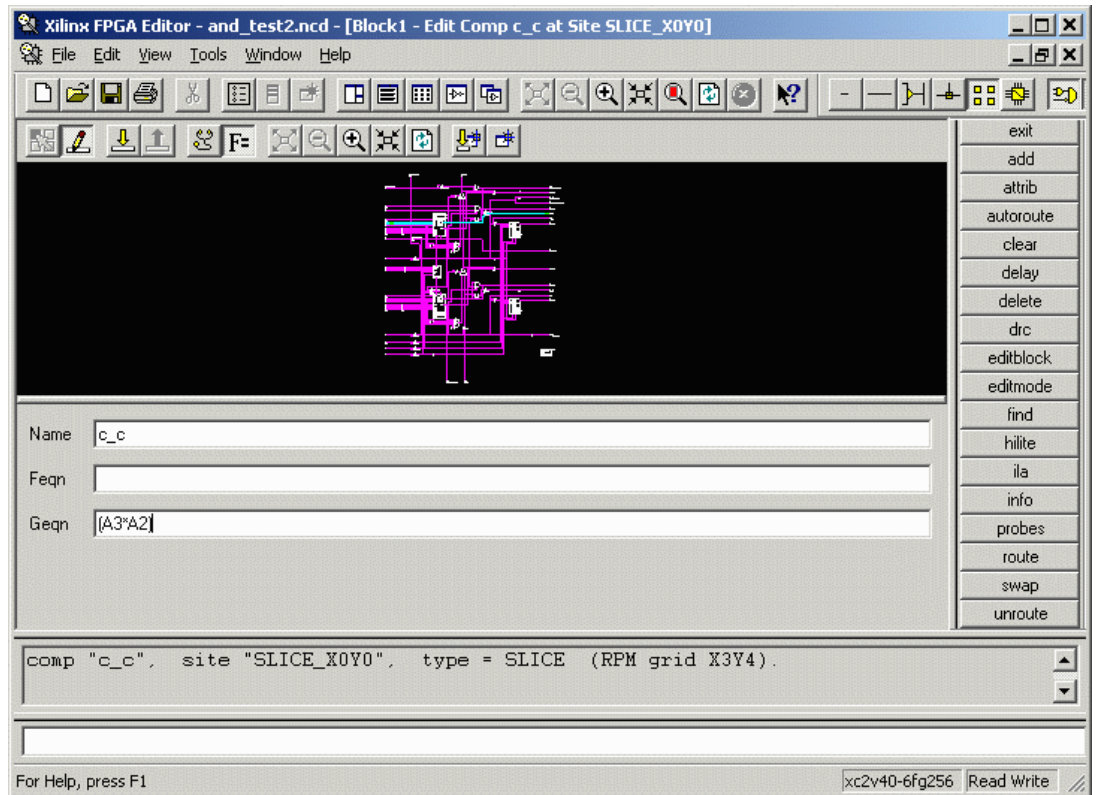 Xilinx FPGA Editor - and_test2.ncd - [Block1 - Edit Comp c_c at Site SLICE_X0Y0]
File Edit View Tools Window Help
F=
exit
add
attrib
autoroute
clear
delay
delete
drc
editblock
editmode
find
hilite
ila
info
probes
route
swap
unroute
Name c_c
Feqn
Geqn (A3*A2)
comp "c_c", site "SLICE_X0Y0", type = SLICE (RPM grid X3Y4).
For Help, press F1 xc2v40-6fg256 Read Write